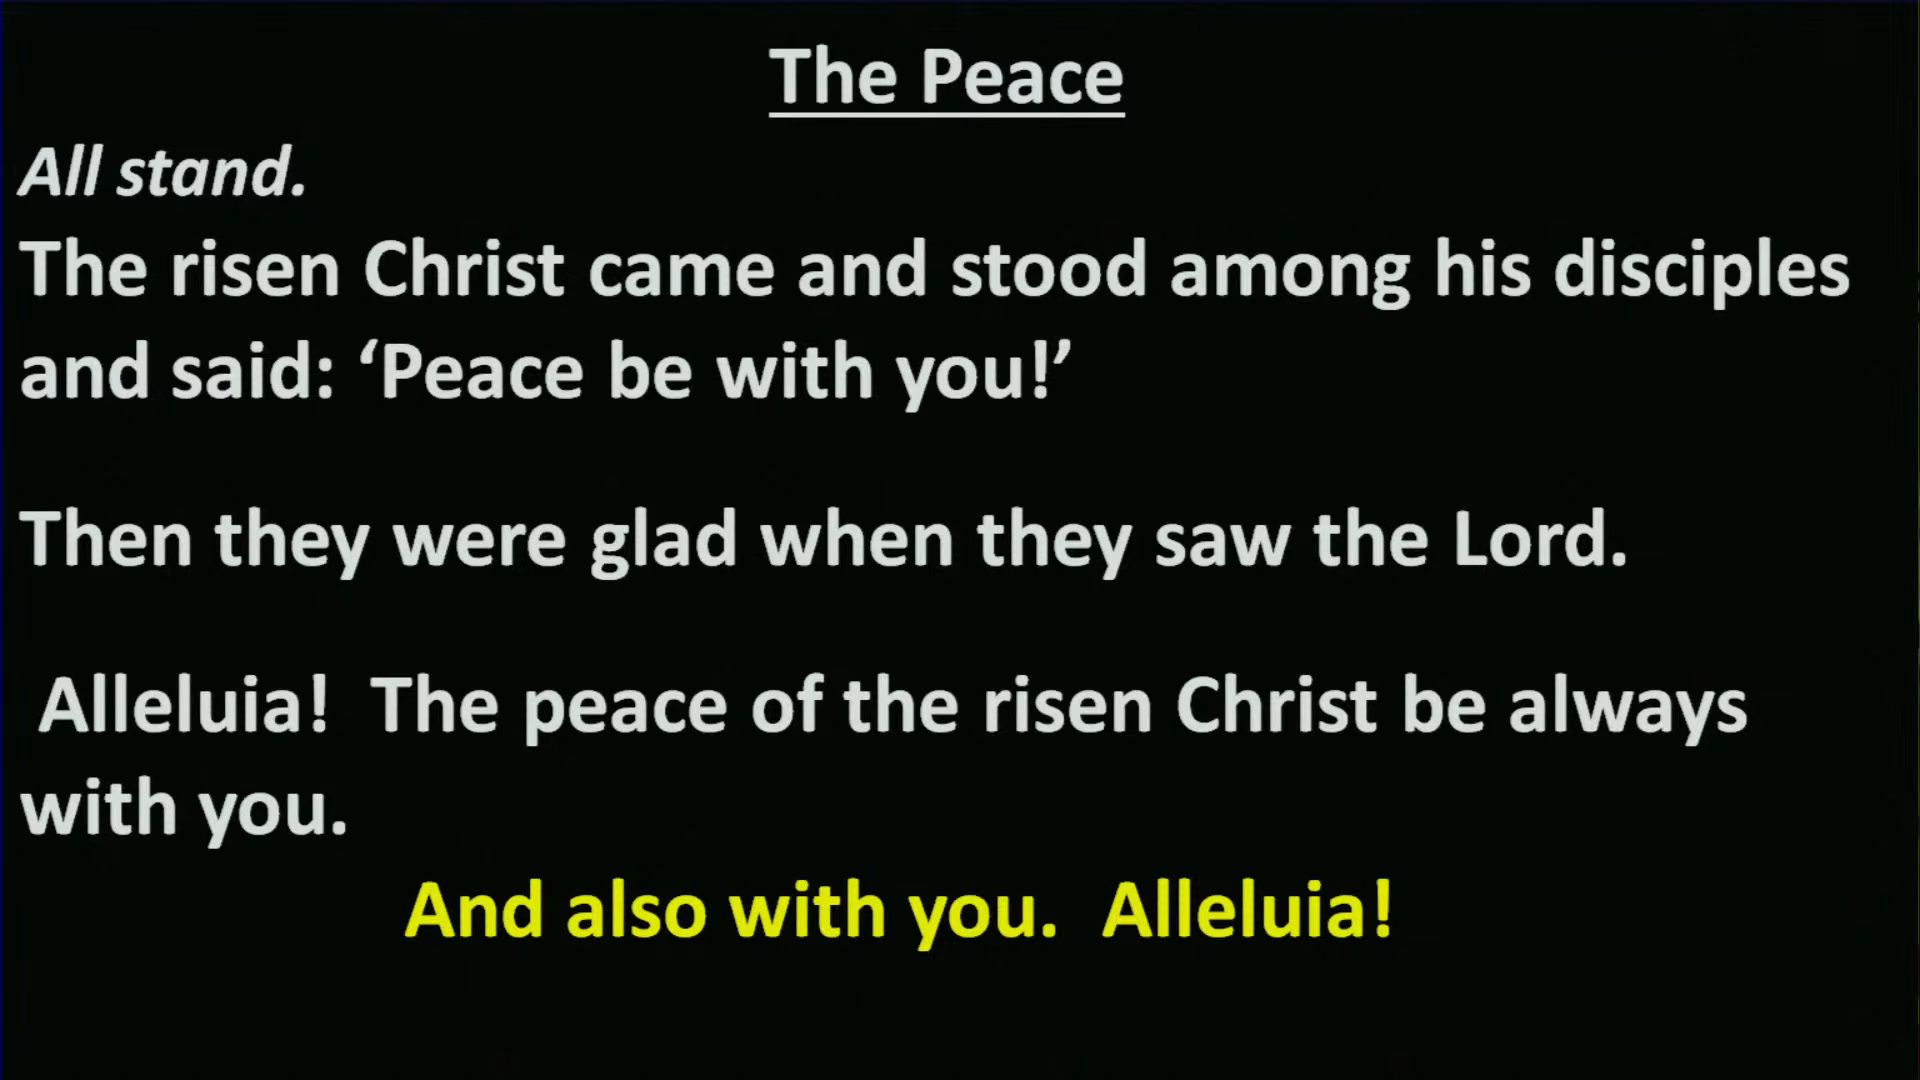 The Peace
All stand.
The risen Christ came and stood among his disciples
and said: ‘Peace be with you!’
Then they were glad when they saw the Lord.
Alleluia!  The peace of the risen Christ be always
with you.
And also with you.  Alleluia!